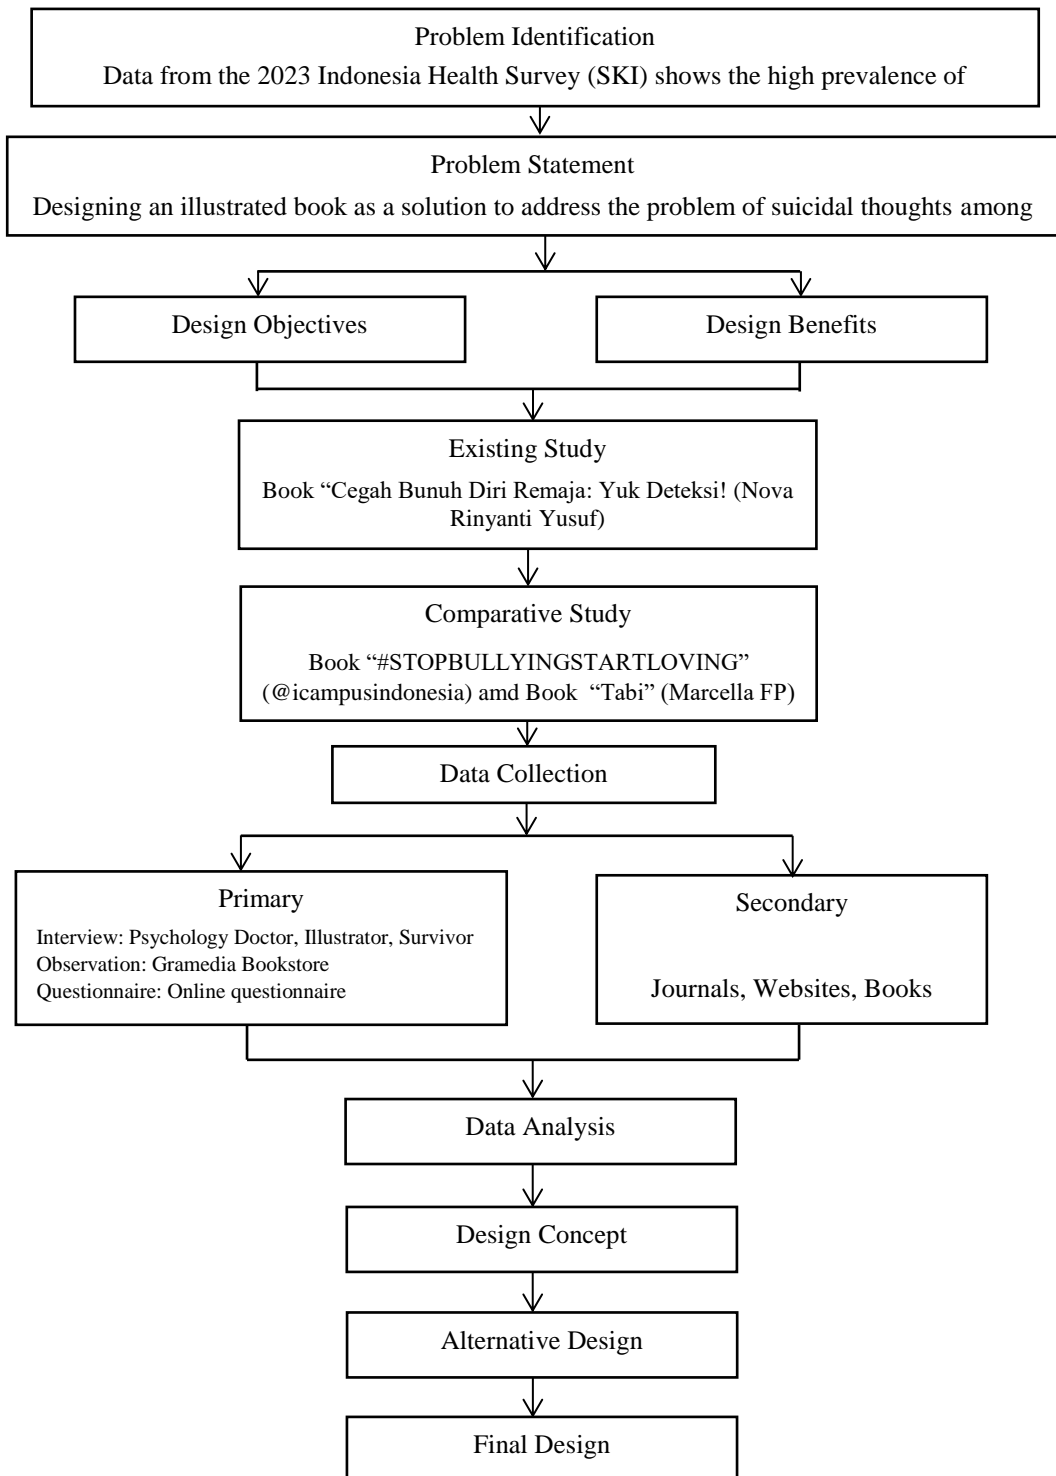 Problem Identification
Data from the 2023 Indonesia Health Survey (SKI) shows the high prevalence of
Problem Statement
Designing an illustrated book as a solution to address the problem of suicidal thoughts among
Design Objectives
Design Benefits
Existing Study
Book “Cegah Bunuh Diri Remaja: Yuk Deteksi! (Nova
Rinyanti Yusuf)
Comparative Study
Book “#STOPBULLYINGSTARTLOVING”
(@icampusindonesia) amd Book “Tabi” (Marcella FP)
Data Collection
Primary
Interview: Psychology Doctor, Illustrator, Survivor
Observation: Gramedia Bookstore
Questionnaire: Online questionnaire
Secondary
Journals, Websites, Books
Data Analysis
Design Concept
Alternative Design
Final Design